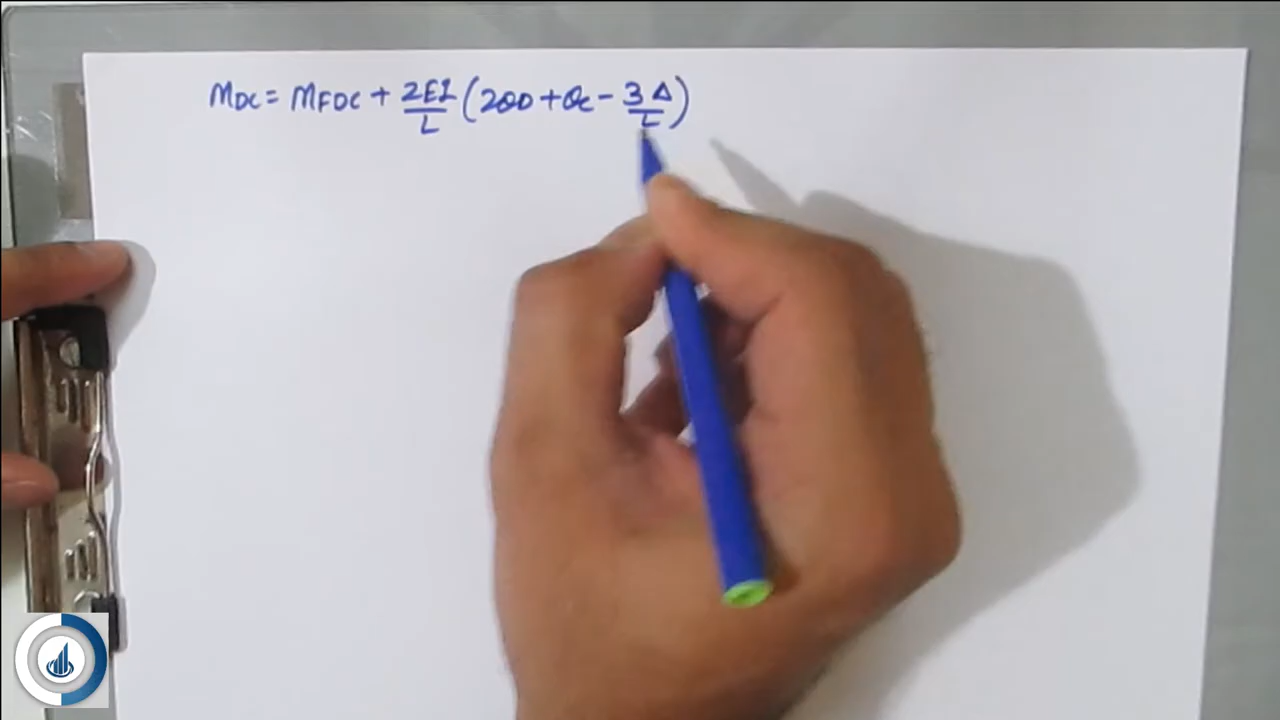 MDC = MFDC + 2EI/L (2θD + θC - 3Δ/L)